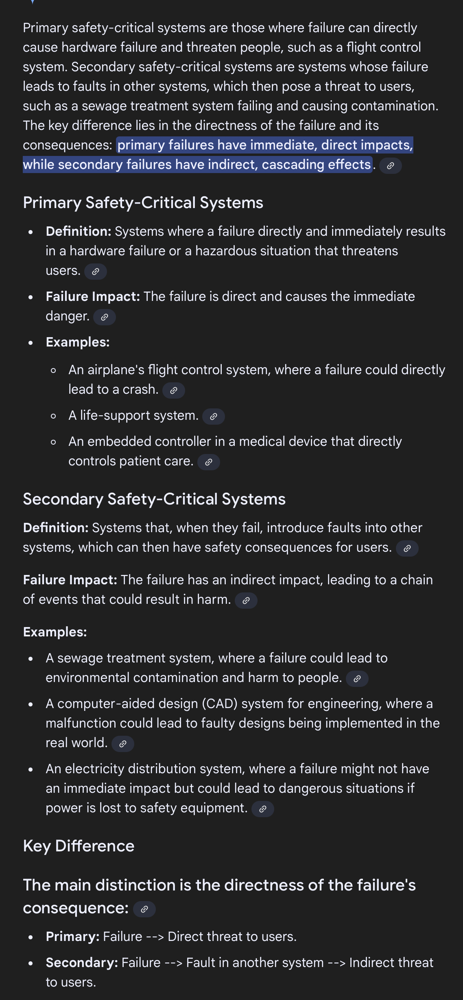 Primary safety-critical systems are those where failure can directly
cause hardware failure and threaten people, such as a flight control
system. Secondary safety-critical systems are systems whose failure
leads to faults in other systems, which then pose a threat to users,
such as a sewage treatment system failing and causing contamination.
The key difference lies in the directness of the failure and its
consequences: primary failures have immediate, direct impacts,
while secondary failures have indirect, cascading effects.
Primary Safety-Critical Systems
• Definition: Systems where a failure directly and immediately results
in a hardware failure or a hazardous situation that threatens
users.
• Failure Impact: The failure is direct and causes the immediate
danger.
• Examples:
○ An airplane's flight control system, where a failure could directly
lead to a crash.
○ A life-support system.
○ An embedded controller in a medical device that directly
controls patient care.
Secondary Safety-Critical Systems
Definition: Systems that, when they fail, introduce faults into other
systems, which can then have safety consequences for users.
Failure Impact: The failure has an indirect impact, leading to a chain
of events that could result in harm.
Examples:
• A sewage treatment system, where a failure could lead to
environmental contamination and harm to people.
• A computer-aided design (CAD) system for engineering, where a
malfunction could lead to faulty designs being implemented in the
real world.
• An electricity distribution system, where a failure might not have
an immediate impact but could lead to dangerous situations if
power is lost to safety equipment.
Key Difference
The main distinction is the directness of the failure's
consequence:
• Primary: Failure --> Direct threat to users.
• Secondary: Failure --> Fault in another system --> Indirect threat
to users.